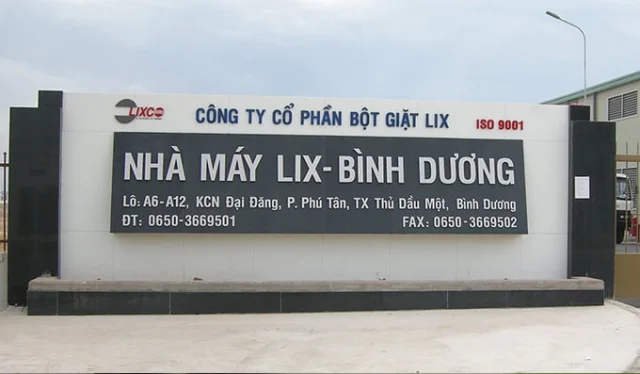 LIXCO CÔNG TY CỔ PHẦN BỘT GIẶT LIX ISO 9001
NHÀ MÁY LIX-BÌNH DƯƠNG
Lô: A6-A12, KCN Đại Đăng, P. Phú Tân, TX Thủ Dầu Một, Bình Dương
ĐT: 0650-3669501 FAX: 0650-3669502